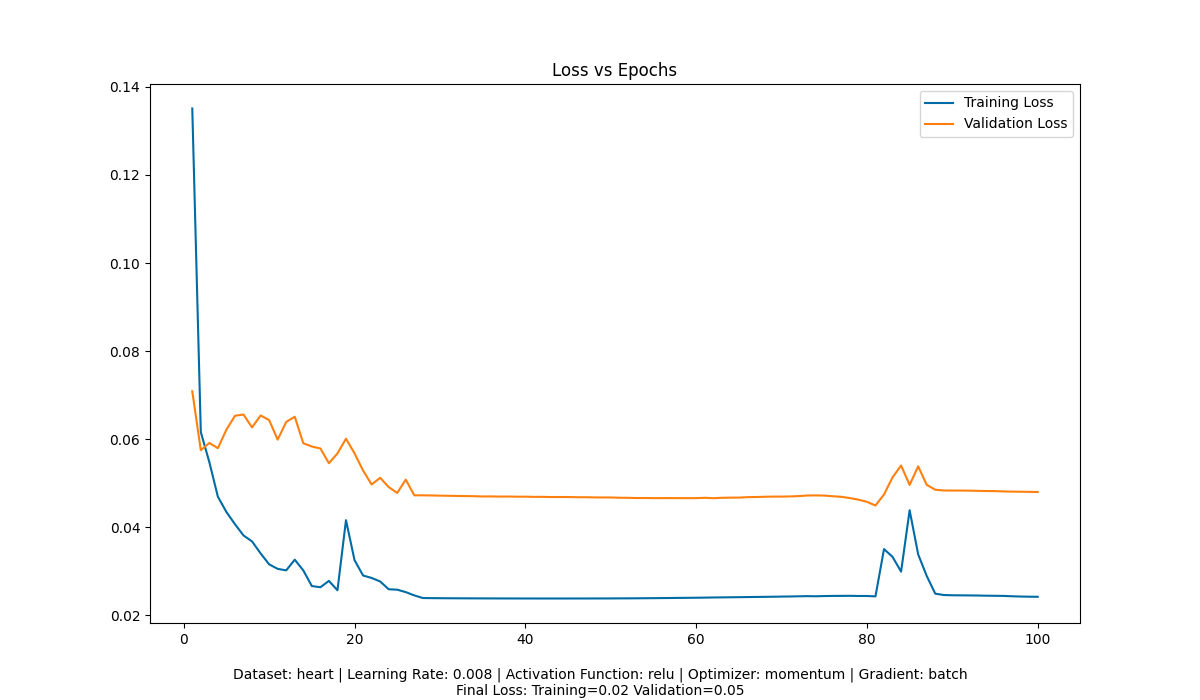 Loss vs Epochs
0.14
0.12
0.10
0.08
0.06
0.04
0.02
Training Loss
Validation Loss
0
20
40
60
80
100
Dataset: heart | Learning Rate: 0.008 | Activation Function: relu | Optimizer: momentum | Gradient: batch
Final Loss: Training=0.02 Validation=0.05